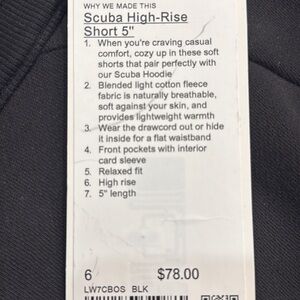 WHY WE MADE THIS
Scuba High-Rise
Short 5"
1. When you're craving casual
comfort, cozy up in these soft
shorts that pair perfectly with
our Scuba Hoodie
2. Blended light cotton fleece
fabric is naturally breathable,
soft against your skin, and
provides lightweight warmth
3. Wear the drawcord out or hide
it inside for a flat waistband
4. Front pockets with interior
card sleeve
5. Relaxed fit
6. High rise
7. 5" length
6 $78.00
LW7CBOS BLK